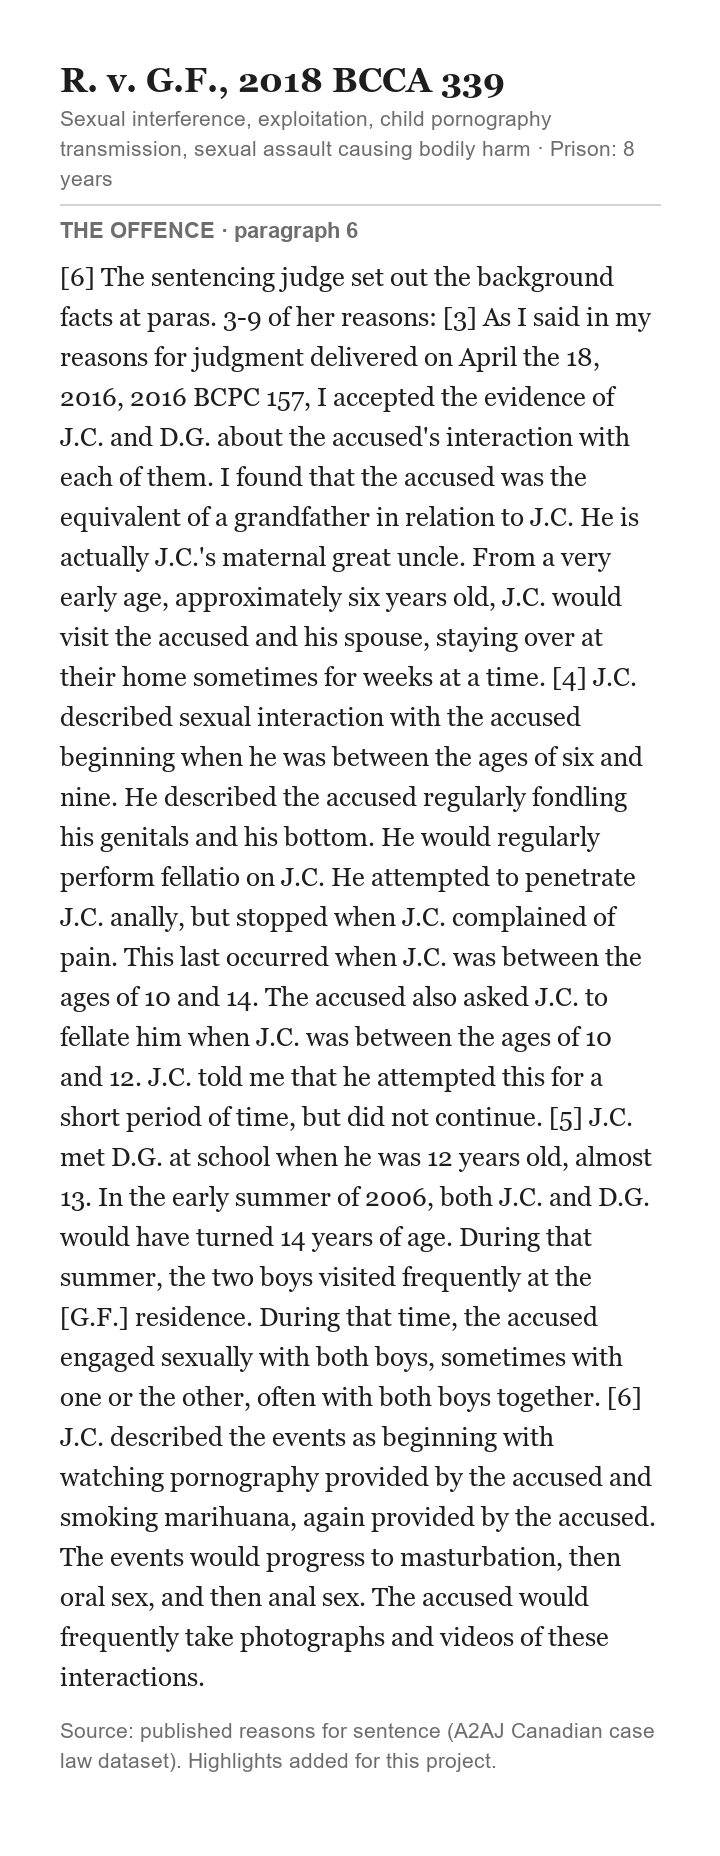 R. v. G.F., 2018 BCCA 339
Sexual interference, exploitation, child pornography
transmission, sexual assault causing bodily harm · Prison: 8
years
THE OFFENCE · paragraph 6
[6] The sentencing judge set out the background
facts at paras. 3-9 of her reasons: [3] As I said in my
reasons for judgment delivered on April the 18,
2016, 2016 BCPC 157, I accepted the evidence of
J.C. and D.G. about the accused's interaction with
each of them. I found that the accused was the
equivalent of a grandfather in relation to J.C. He is
actually J.C.'s maternal great uncle. From a very
early age, approximately six years old, J.C. would
visit the accused and his spouse, staying over at
their home sometimes for weeks at a time. [4] J.C.
described sexual interaction with the accused
beginning when he was between the ages of six and
nine. He described the accused regularly fondling
his genitals and his bottom. He would regularly
perform fellatio on J.C. He attempted to penetrate
J.C. anally, but stopped when J.C. complained of
pain. This last occurred when J.C. was between the
ages of 10 and 14. The accused also asked J.C. to
fellate him when J.C. was between the ages of 10
and 12. J.C. told me that he attempted this for a
short period of time, but did not continue. [5] J.C.
met D.G. at school when he was 12 years old, almost
13. In the early summer of 2006, both J.C. and D.G.
would have turned 14 years of age. During that
summer, the two boys visited frequently at the
[G.F.] residence. During that time, the accused
engaged sexually with both boys, sometimes with
one or the other, often with both boys together. [6]
J.C. described the events as beginning with
watching pornography provided by the accused and
smoking marihuana, again provided by the accused.
The events would progress to masturbation, then
oral sex, and then anal sex. The accused would
frequently take photographs and videos of these
interactions.
Source: published reasons for sentence (A2AJ Canadian case
law dataset). Highlights added for this project.